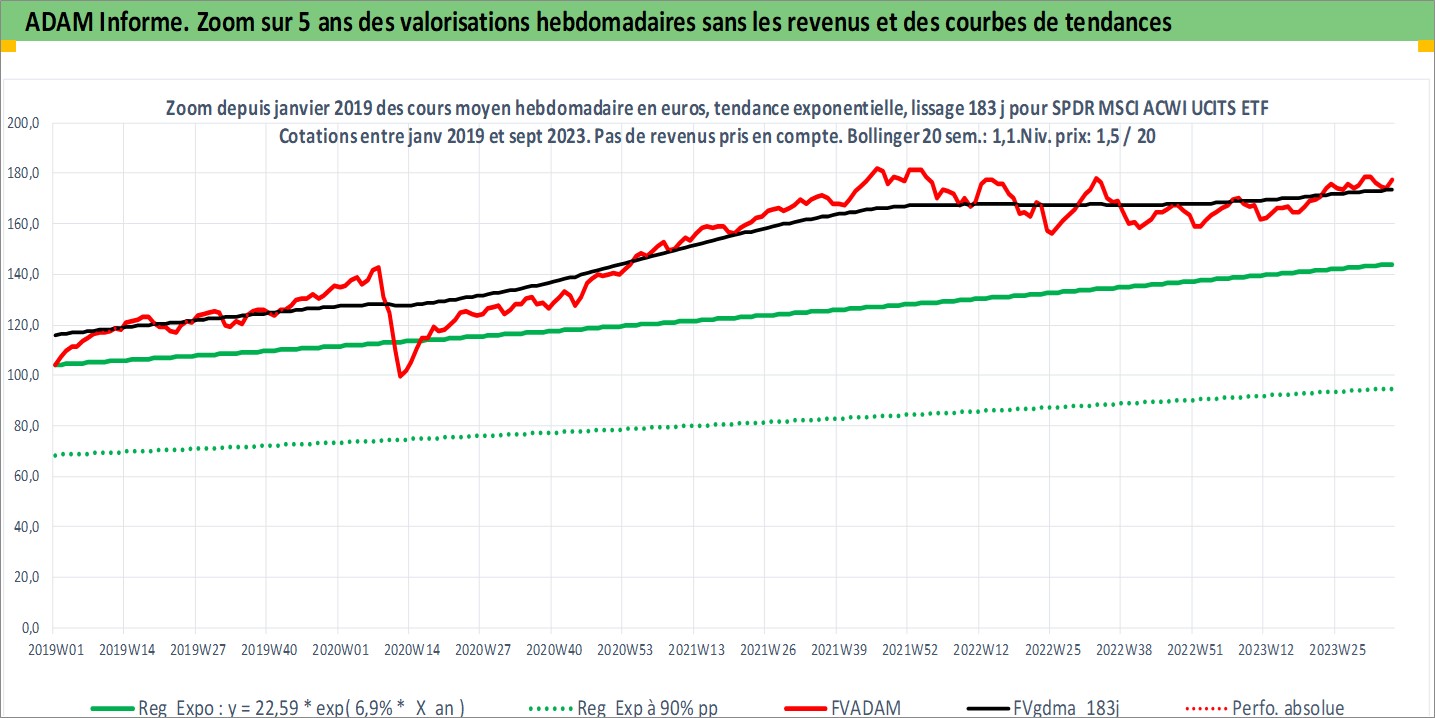 ADAM Informe. Zoom sur 5 ans des valorisations hebdomadaires sans les revenus et des courbes de tendances
Zoom depuis janvier 2019 des cours moyen hebdomadaire en euros, tendance exponentielle, lissage 183 j pour SPDR MSCI ACWI UCITS ETF
Cotations entre janv 2019 et sept 2023. Pas de revenus pris en compte. Bollinger 20 sem.: 1,1.Niv. prix: 1,5 / 20
200,0
180,0
160,0
140,0
120,0
100,0
80,0
60,0
40,0
20,0
0,0
2019W01 2019W14 2019W27 2019W40 2020W01 2020W14 2020W27 2020W40 2020W53 2021W13 2021W26 2021W39 2021W52 2022W12 2022W25 2022W38 2022W51 2023W12 2023W25
Reg Expo : y = 22,59 * exp( 6,9% * X an ) Reg Exp à 90% pp FVADAM FVgdma 183j Perfo. absolue